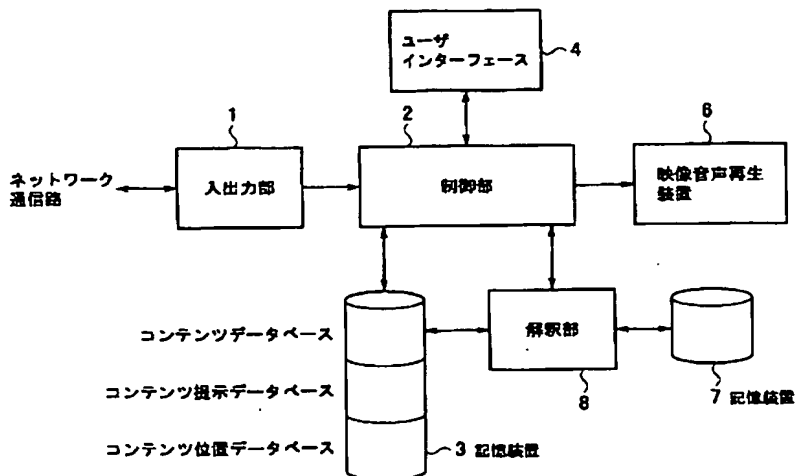 ユーザ
インターフェース
4
1
2
6
ネットワーク
通信路
入出力部
制御部
映像音声再生
装置
コンテンツデータベース
解釈部
コンテンツ提示データベース
8
7 記憶装置
コンテンツ位置データベース
3 記憶装置